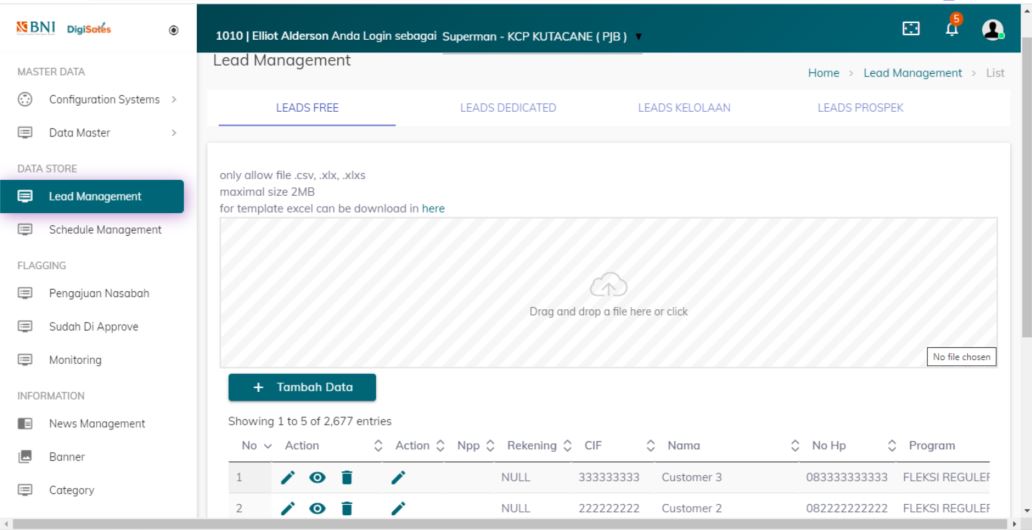 BNI DigiSales
1010 | Elliot Alderson Anda Login sebagai Superman - KCP KUTACANE ( PJB )
5
MASTER DATA
Configuration Systems
Data Master
DATA STORE
Lead Management
Schedule Management
FLAGGING
Pengajuan Nasabah
Sudah Di Approve
Monitoring
INFORMATION
News Management
Banner
Category
Lead Management
Home > Lead Management > List
LEADS FREE LEADS DEDICATED LEADS KELOLAAN LEADS PROSPEK
only allow file .csv, .xlx, .xlxs
maximal size 2MB
for template excel can be download in here
Drag and drop a file here or click
No file chosen
+ Tambah Data
Showing 1 to 5 of 2,677 entries
No Action Action Npp Rekening CIF Nama No Hp Program
1 NULL 333333333 Customer 3 083333333333 FLEKSI REGULER
2 NULL 222222222 Customer 2 082222222222 FLEKSI REGULER